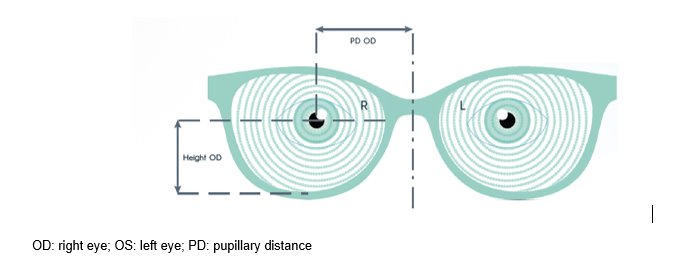 PD OD
R
L
Height OD
OD: right eye; OS: left eye; PD: pupillary distance